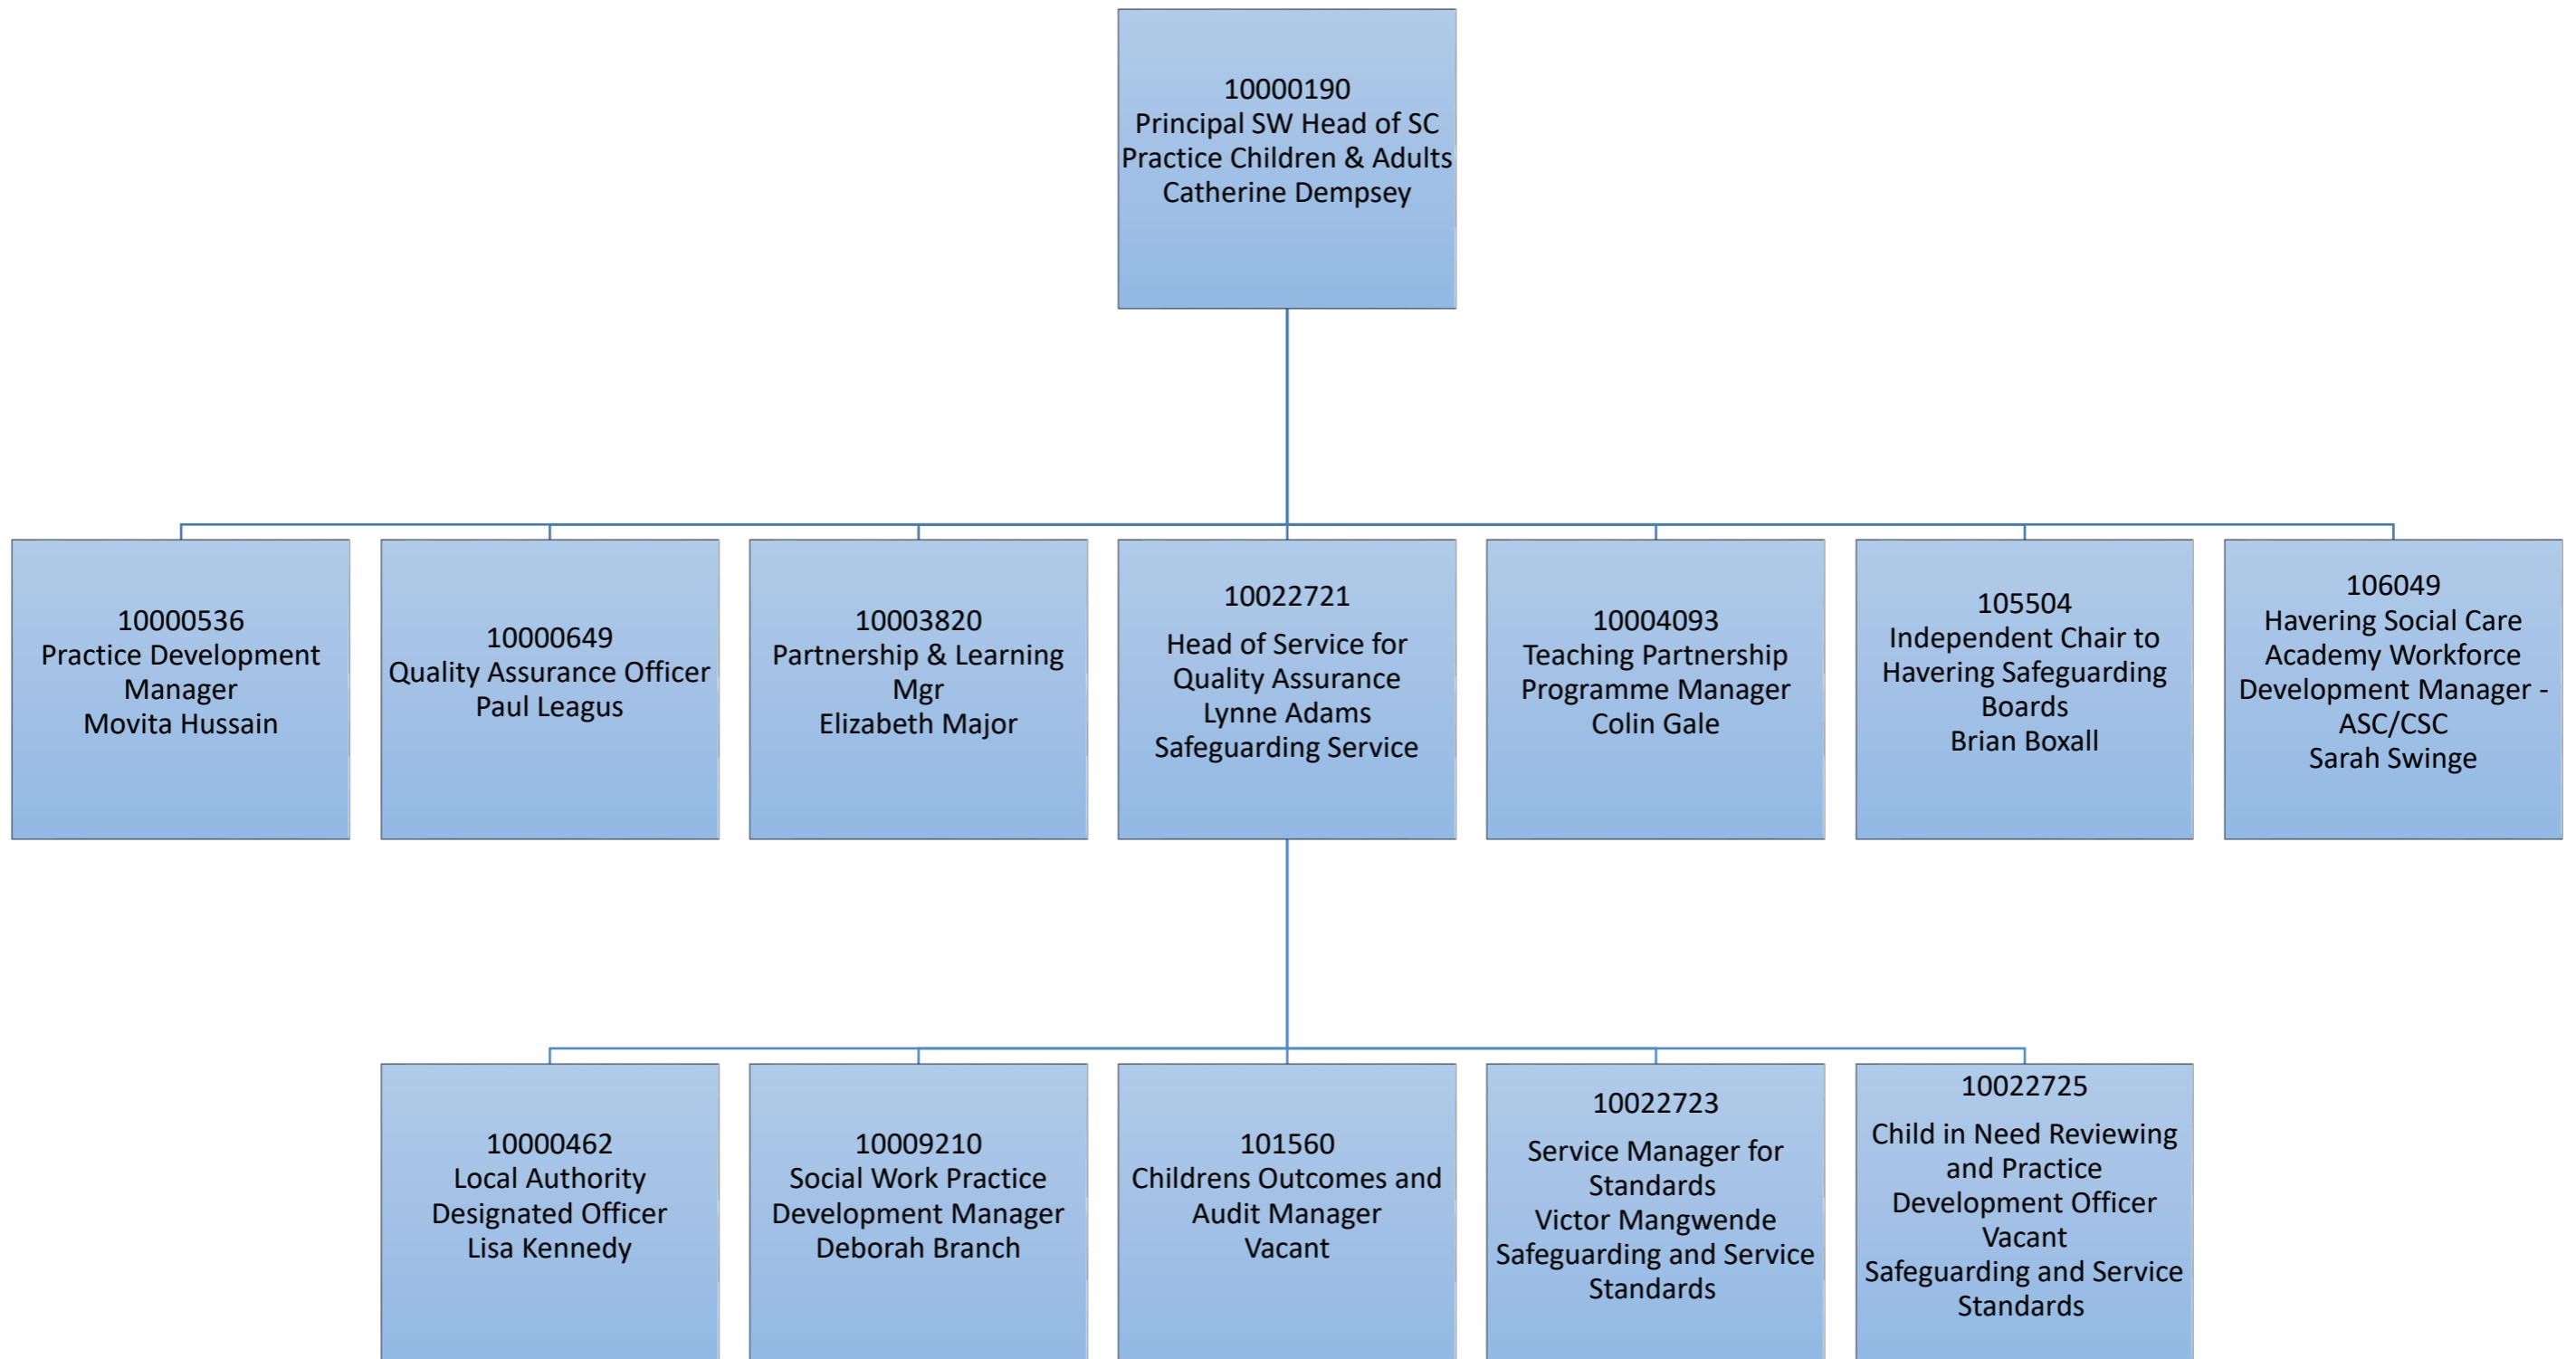 10000190
Principal SW Head of SC
Practice Children & Adults
Catherine Dempsey
10000536
Practice Development
Manager
Movita Hussain
10000649
Quality Assurance Officer
Paul Leagus
10003820
Partnership & Learning
Mgr
Elizabeth Major
10022721
Head of Service for
Quality Assurance
Lynne Adams
Safeguarding Service
10004093
Teaching Partnership
Programme Manager
Colin Gale
105504
Independent Chair to
Havering Safeguarding
Boards
Brian Boxall
106049
Havering Social Care
Academy Workforce
Development Manager -
ASC/CSC
Sarah Swinge
10000462
Local Authority
Designated Officer
Lisa Kennedy
10009210
Social Work Practice
Development Manager
Deborah Branch
101560
Childrens Outcomes and
Audit Manager
Vacant
10022723
Service Manager for
Standards
Victor Mangwende
Safeguarding and Service
Standards
10022725
Child in Need Reviewing
and Practice
Development Officer
Vacant
Safeguarding and Service
Standards